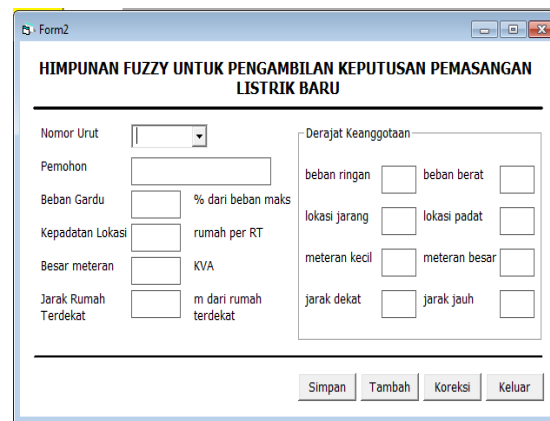 Form2
HIMPUNAN FUZZY UNTUK PENGAMBILAN KEPUTUSAN PEMASANGAN
LISTRIK BARU
Nomor Urut
Pemohon
Beban Gardu % dari beban maks
Kepadatan Lokasi rumah per RT
Besar meteran KVA
Jarak Rumah m dari rumah
Terdekat terdekat
Derajat Keanggotaan
beban ringan beban berat
lokasi jarang lokasi padat
meteran kecil meteran besar
jarak dekat jarak jauh
Simpan Tambah Koreksi Keluar